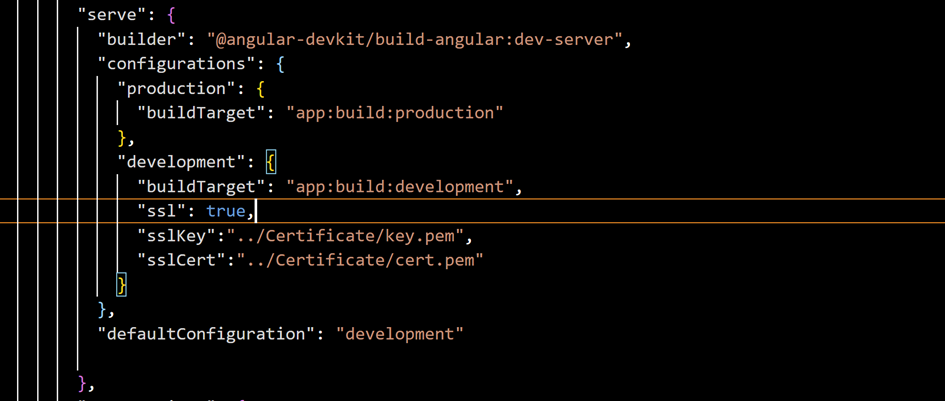 "serve": {
"builder": "@angular-devkit/build-angular:dev-server",
"configurations": {
"production": {
"buildTarget": "app:build:production"
},
"development": {
"buildTarget": "app:build:development",
"ssl": true,
"sslKey":"../Certificate/key.pem",
"sslCert":"../Certificate/cert.pem"
}
},
"defaultConfiguration": "development"
},